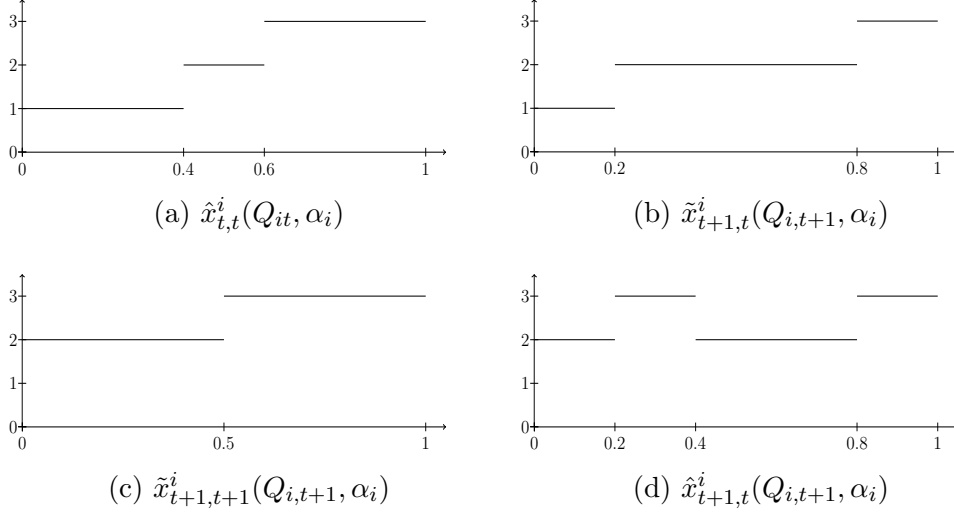 3
2
1
0
0 0.4 0.6 1
(a) $\hat{x}^i_{t,t}(Q_{it}, \alpha_i)$
3
2
1
0
0 0.2 0.8 1
(b) $\tilde{x}^i_{t+1,t}(Q_{i,t+1}, \alpha_i)$
3
2
1
0
0 0.5 1
(c) $\tilde{x}^i_{t+1,t+1}(Q_{i,t+1}, \alpha_i)$
3
2
1
0
0 0.2 0.4 0.8 1
(d) $\hat{x}^i_{t+1,t}(Q_{i,t+1}, \alpha_i)$